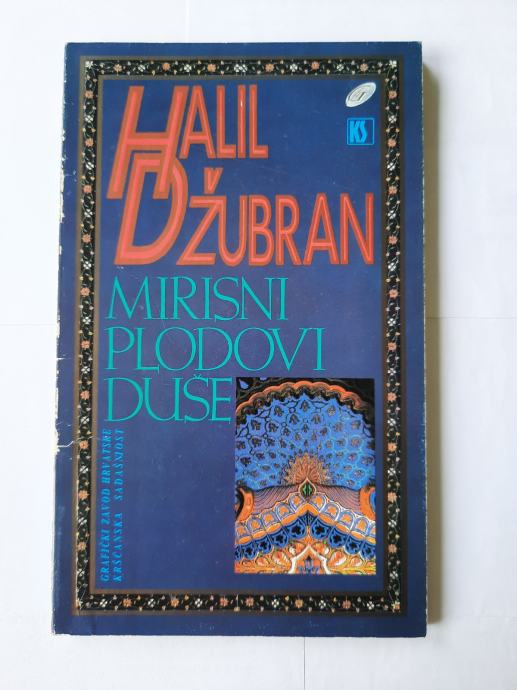 HALIL
DŽUBRAN
KS
MIRISNI
PLODOVI
DUŠE
GRAFIČKI ZAVOD HRVATSKE
KRŠĆANSKA SADAŠNJOST